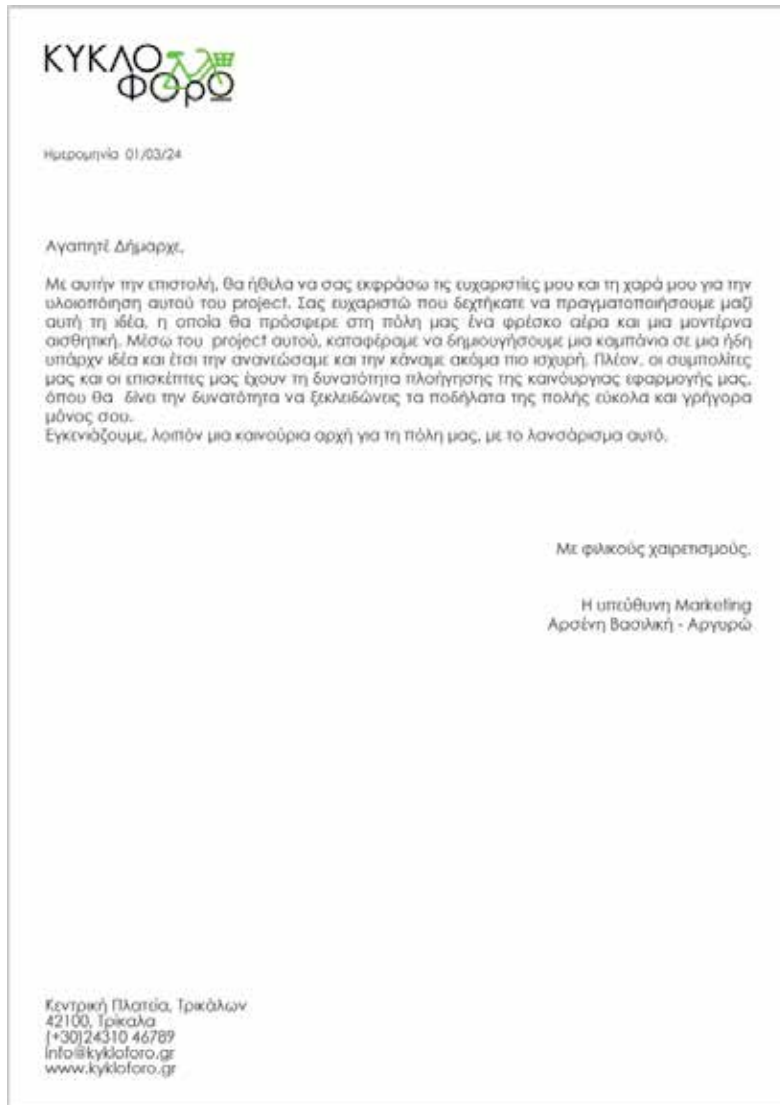 ΚΥΚΛΟ
ΦΟρΩ
Ημερομηνία 01/03/24
Αγαπητέ Δήμαρχε,
Με αυτήν την επιστολή, θα ήθελα να σας εκφράσω τις ευχαριστίες μου και τη χαρά μου για την
υλοιοπόιηση αυτού του project. Σας ευχαριστώ που δεχτήκατε να πραγματοποιήσουμε μαζί
αυτή τη ιδέα, η οποία θα πρόσφερε στη πόλη μας ένα φρέσκο αέρα και μια μοντέρνα
αισθητική. Μέσω του project αυτού, καταφέραμε να δημιουγήσουμε μια καμπάνια σε μια ήδη
υπάρχν ιδέα και έτσι την ανανεώσαμε και την κάναμε ακόμα πιο ισχυρή. Πλέον, οι συμπολίτες
μας και οι επισκέπτες μας έχουν τη δυνατότητα πλοήγησης της καινόυργιας εφαρμογής μας,
όπου θα δίνει την δυνατότητα να ξεκλειδώνεις τα ποδήλατα της πολής εύκολα και γρήγορα
μόνος σου.
Εγκενιάζουμε, λοιπόν μια καινούρια αρχή για τη πόλη μας, με το λανσάρισμα αυτό.
Με φιλικούς χαιρετισμούς,
Η υπεύθυνη Marketing
Αρσένη Βασιλική - Αργυρώ
Κεντρική Πλατεία, Τρικάλων
42100, Τρίκαλα
(+30)24310 46789
info@kykloforo.gr
www.kykloforo.gr